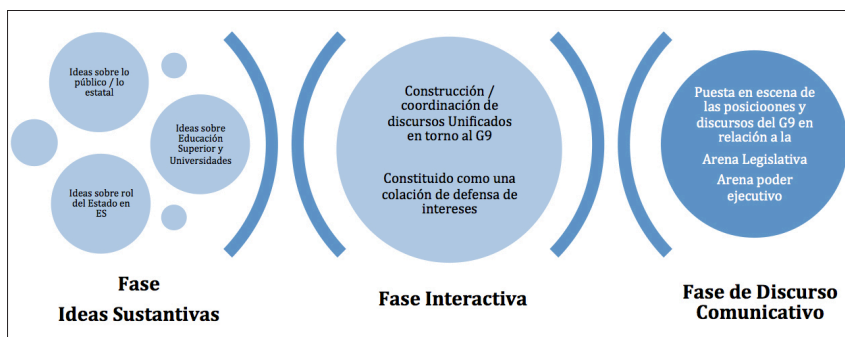 Ideas sobre lo
público / lo
estatal
Ideas sobre
Educación
Superior y
Universidades
Ideas sobre rol
del Estado en
ES
Fase
Ideas Sustantivas
Construcción /
coordinación de
discursos Unificados
en torno al G9
Constituido como una
colación de defensa de
intereses
Fase Interactiva
Puesta en escena de
las posicioones y
discursos del G9 en
relación a la
Arena Legislativa
Arena poder
ejecutivo
Fase de Discurso
Comunicativo